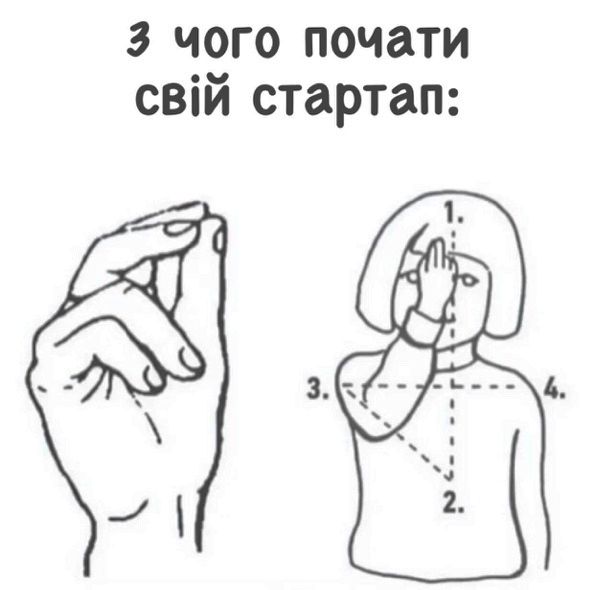 З чого почати
свій стартап:
1.
3.
4.
2.